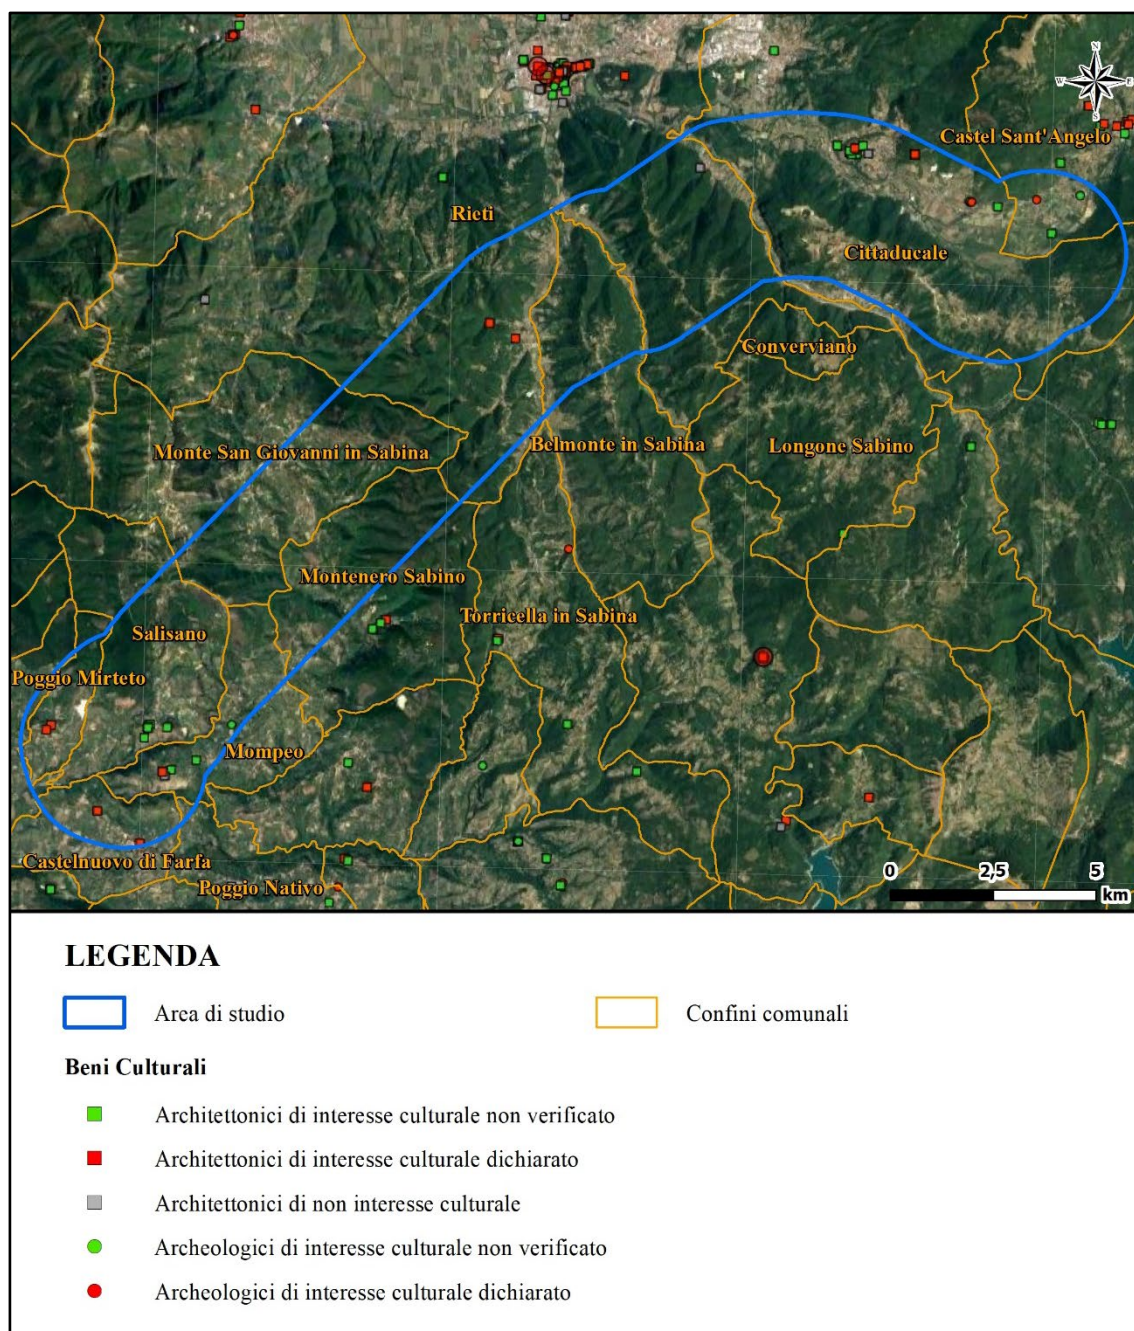 N
W E
S
Castel Sant'Angelo
Rieti
Cittaducale
Converviano
Monte San Giovanni in Sabina
Belmonte in Sabina
Longone Sabino
Montenero Sabino
Torricella in Sabina
Salisano
Poggio Mirteto
Mompeo
Castelnuovo di Farfa
Poggio Nativo
0 2,5 5
km
LEGENDA
Area di studio
Confini comunali
Beni Culturali
Architettonici di interesse culturale non verificato
Architettonici di interesse culturale dichiarato
Architettonici di non interesse culturale
Archeologici di interesse culturale non verificato
Archeologici di interesse culturale dichiarato